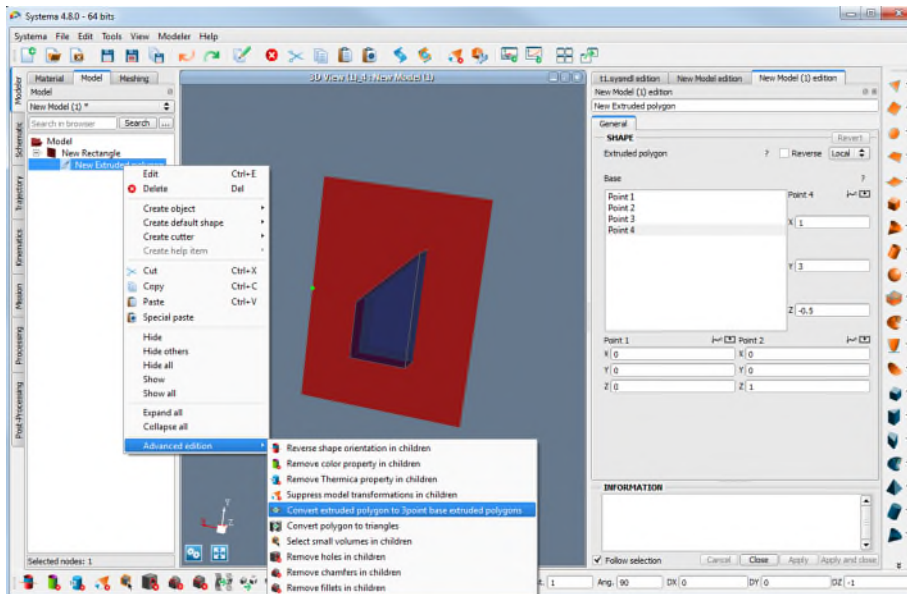 Systema 4.8.0 - 64 bits
Systema File Edit Tools View Modeler Help
Material Model Meshing
Model
New Model (1) *
Search in browser Search ...
Model
New Rectangle
New Extruded polygon
Modeler
Schematic
Trajectory
Kinematics
Mission
Processing
Post-Processing
Selected nodes: 1
3D View (1)_4 : New Model (1)
Edit Ctrl+E
Delete Del
Create object
Create default shape
Create cutter
Create help item
Cut Ctrl+X
Copy Ctrl+C
Paste Ctrl+V
Special paste
Hide
Hide others
Hide all
Show
Show all
Expand all
Collapse all
Advanced edition
Reverse shape orientation in children
Remove color property in children
Remove Thermica property in children
Suppress model transformations in children
Convert extruded polygon to 3point base extruded polygons
Convert polygon to triangles
Select small volumes in children
Remove holes in children
Remove chamfers in children
Remove fillets in children
Y
Z
t1.sysmdl edition New Model edition New Model (1) edition
New Model (1) edition
New Extruded polygon
General
SHAPE Revert
Extruded polygon ? Reverse Local
Base ?
Point 1
Point 2
Point 3
Point 4
Point 4
X 1
Y 3
Z -0.5
Point 1 Point 2
X 0 X 0
Y 0 Y 0
Z 0 Z 1
INFORMATION
Follow selection Cancel Close Apply Apply and close
t. 1 Ang. 90 DX 0 DY 0 DZ -1